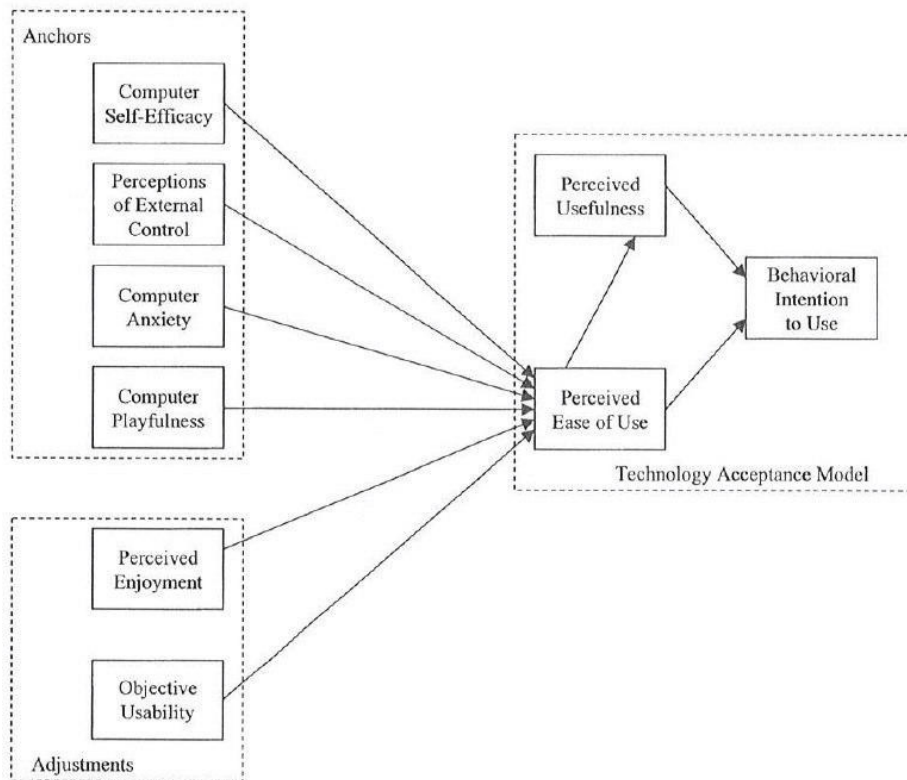 Anchors
Computer
Self-Efficacy
Perceptions
of External
Control
Computer
Anxiety
Computer
Playfulness
Perceived
Usefulness
Behavioral
Intention
to Use
Perceived
Ease of Use
Technology Acceptance Model
Perceived
Enjoyment
Objective
Usability
Adjustments